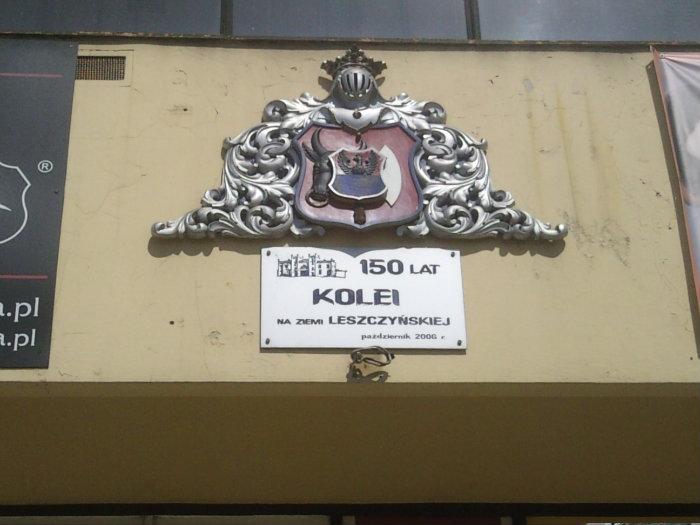 ®
a.pl
a.pl
150 LAT
KOLEI
NA ZIEMI LESZCZYŃSKIEJ
październik 2006 r.